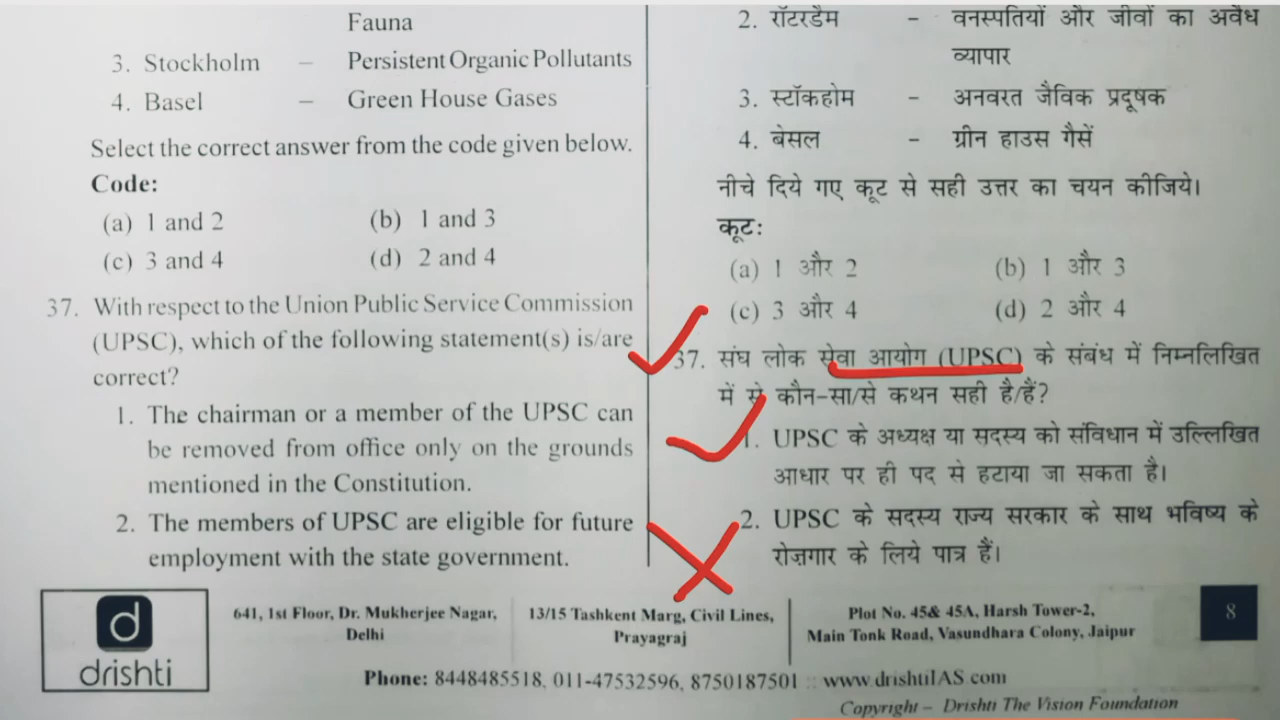 Fauna
3. Stockholm – Persistent Organic Pollutants
4. Basel – Green House Gases
Select the correct answer from the code given below.
Code:
(a) 1 and 2 (b) 1 and 3
(c) 3 and 4 (d) 2 and 4
37. With respect to the Union Public Service Commission
(UPSC), which of the following statement(s) is/are
correct?
1. The chairman or a member of the UPSC can
be removed from office only on the grounds
mentioned in the Constitution.
2. The members of UPSC are eligible for future
employment with the state government.
2. रॉटरडैम - वनस्पतियों और जीवों का अवैध
व्यापार
3. स्टॉकहोम - अनवरत जैविक प्रदूषक
4. बेसल - ग्रीन हाउस गैसें
नीचे दिये गए कूट से सही उत्तर का चयन कीजिये।
कूट:
(a) 1 और 2 (b) 1 और 3
(c) 3 और 4 (d) 2 और 4
37. संघ लोक सेवा आयोग (UPSC) के संबंध में निम्नलिखित
में से कौन-सा/से कथन सही है/हैं?
1. UPSC के अध्यक्ष या सदस्य को संविधान में उल्लिखित
आधार पर ही पद से हटाया जा सकता है।
2. UPSC के सदस्य राज्य सरकार के साथ भविष्य के
रोज़गार के लिये पात्र हैं।
d
drishti
641, 1st Floor, Dr. Mukherjee Nagar,
Delhi
13/15 Tashkent Marg, Civil Lines,
Prayagraj
Plot No. 45& 45A, Harsh Tower-2,
Main Tonk Road, Vasundhara Colony, Jaipur
8
Phone: 8448485518, 011-47532596, 8750187501 :: www.drishtiIAS.com
Copyright – Drishti The Vision Foundation